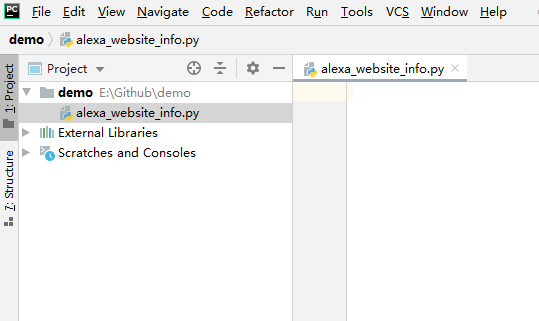 PC File Edit View Navigate Code Refactor Run Tools VCS Window Help
demo alexa_website_info.py
1: Project
Project
alexa_website_info.py
demo E:\Github\demo
alexa_website_info.py
External Libraries
Scratches and Consoles
7: Structure